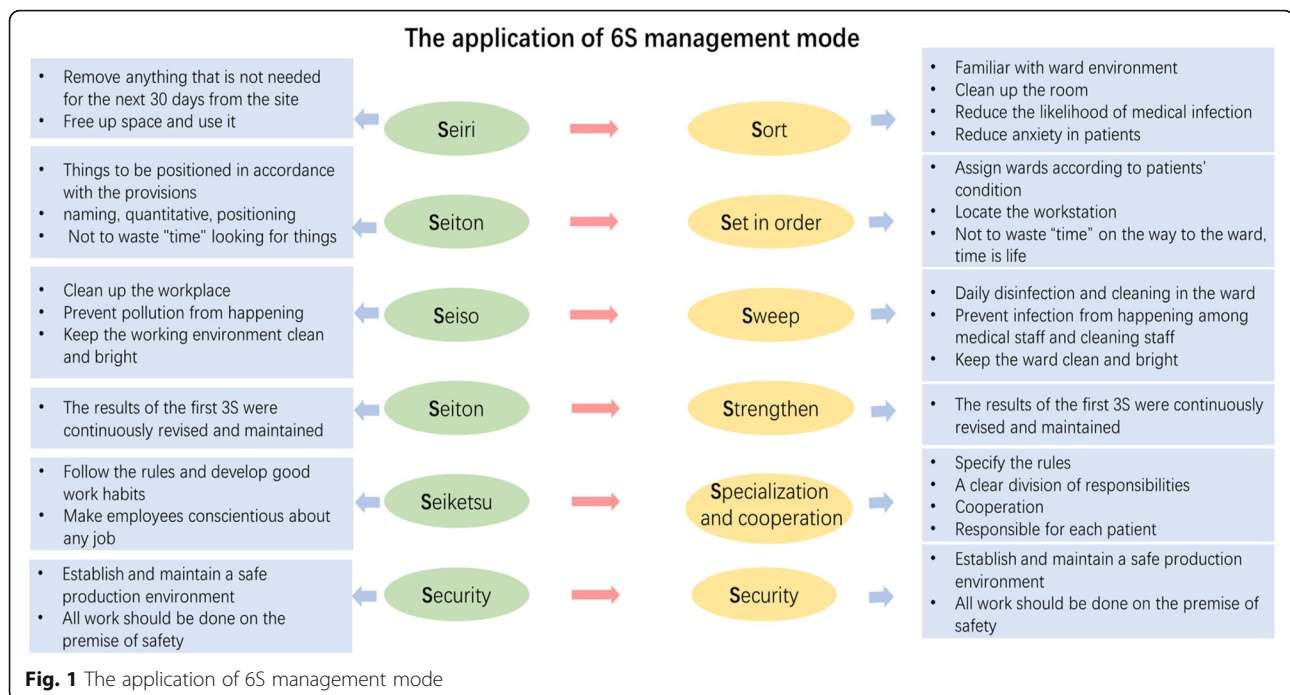 The application of 6S management mode
• Remove anything that is not needed
for the next 30 days from the site
• Free up space and use it
Seiri
Sort
• Familiar with ward environment
• Clean up the room
• Reduce the likelihood of medical infection
• Reduce anxiety in patients
• Things to be positioned in accordance
with the provisions
• naming, quantitative, positioning
• Not to waste "time" looking for things
Seiton
Set in order
• Assign wards according to patients'
condition
• Locate the workstation
• Not to waste “time” on the way to the ward,
time is life
• Clean up the workplace
• Prevent pollution from happening
• Keep the working environment clean
and bright
Seiso
Sweep
• Daily disinfection and cleaning in the ward
• Prevent infection from happening among
medical staff and cleaning staff
• Keep the ward clean and bright
• The results of the first 3S were
continuously revised and maintained
Seiton
Strengthen
• The results of the first 3S were continuously
revised and maintained
• Follow the rules and develop good
work habits
• Make employees conscientious about
any job
Seiketsu
Specialization
and cooperation
• Specify the rules
• A clear division of responsibilities
• Cooperation
• Responsible for each patient
• Establish and maintain a safe
production environment
• All work should be done on the
premise of safety
Security
Security
• Establish and maintain a safe production
environment
• All work should be done on the premise of
safety
Fig. 1 The application of 6S management mode